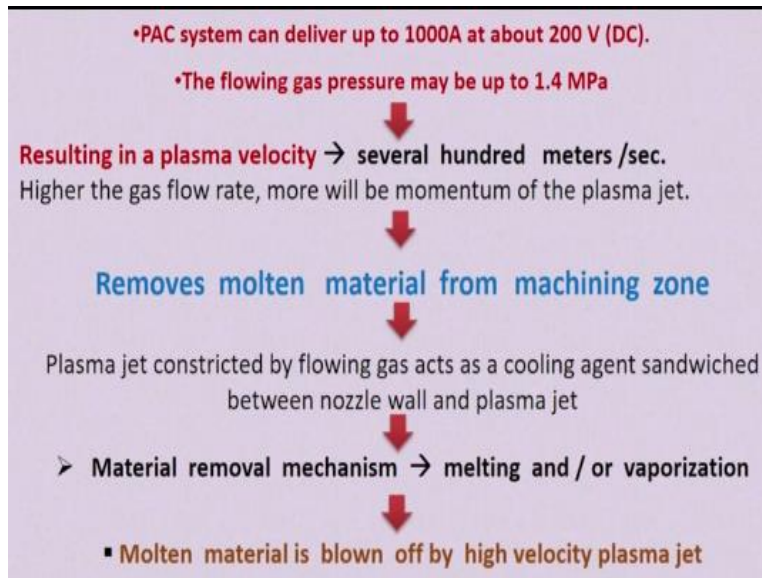 •PAC system can deliver up to 1000A at about 200 V (DC).
•The flowing gas pressure may be up to 1.4 MPa
Resulting in a plasma velocity → several hundred meters /sec.
Higher the gas flow rate, more will be momentum of the plasma jet.
Removes molten material from machining zone
Plasma jet constricted by flowing gas acts as a cooling agent sandwiched
between nozzle wall and plasma jet
➢ Material removal mechanism → melting and / or vaporization
▪ Molten material is blown off by high velocity plasma jet